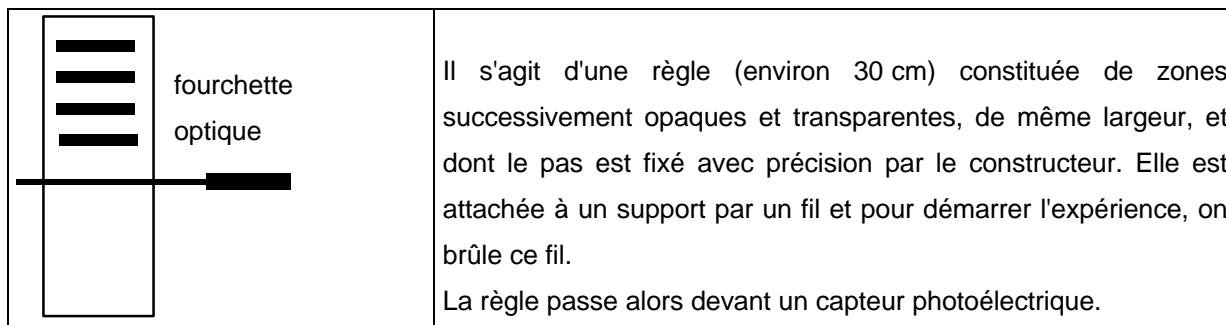 fourchette
optique
Il s'agit d'une règle (environ 30 cm) constituée de zones
successivement opaques et transparentes, de même largeur, et
dont le pas est fixé avec précision par le constructeur. Elle est
attachée à un support par un fil et pour démarrer l'expérience, on
brûle ce fil.
La règle passe alors devant un capteur photoélectrique.